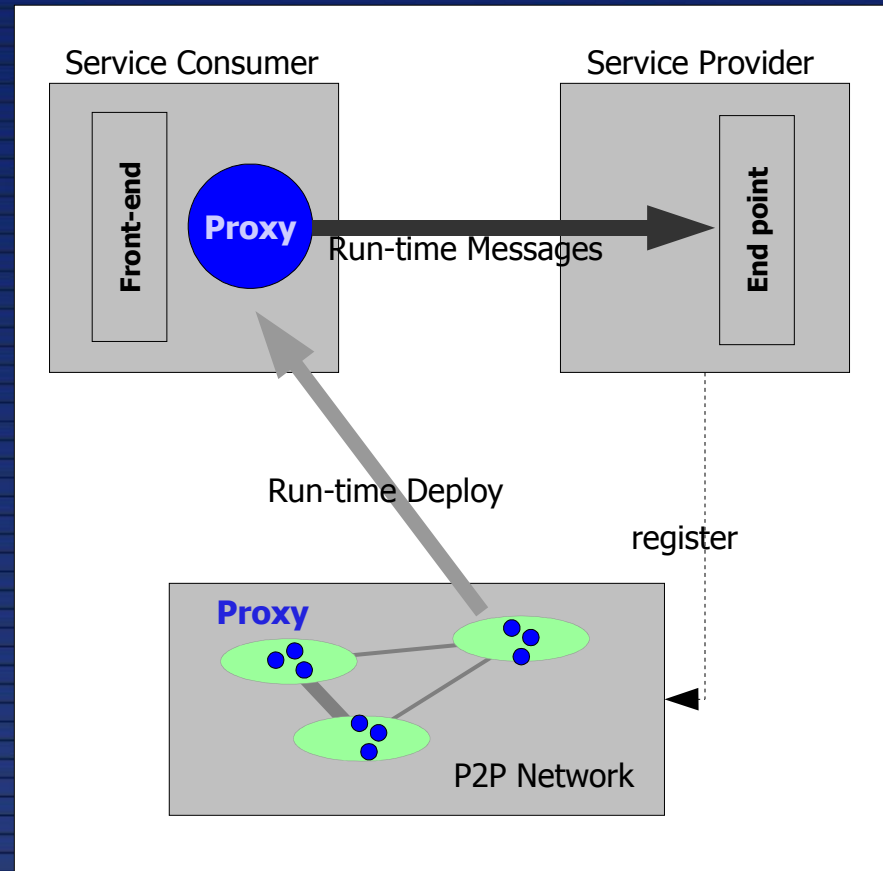 Service Consumer
Service Provider
Front-end
Proxy
Run-time Messages
End point
Run-time Deploy
register
Proxy
P2P Network